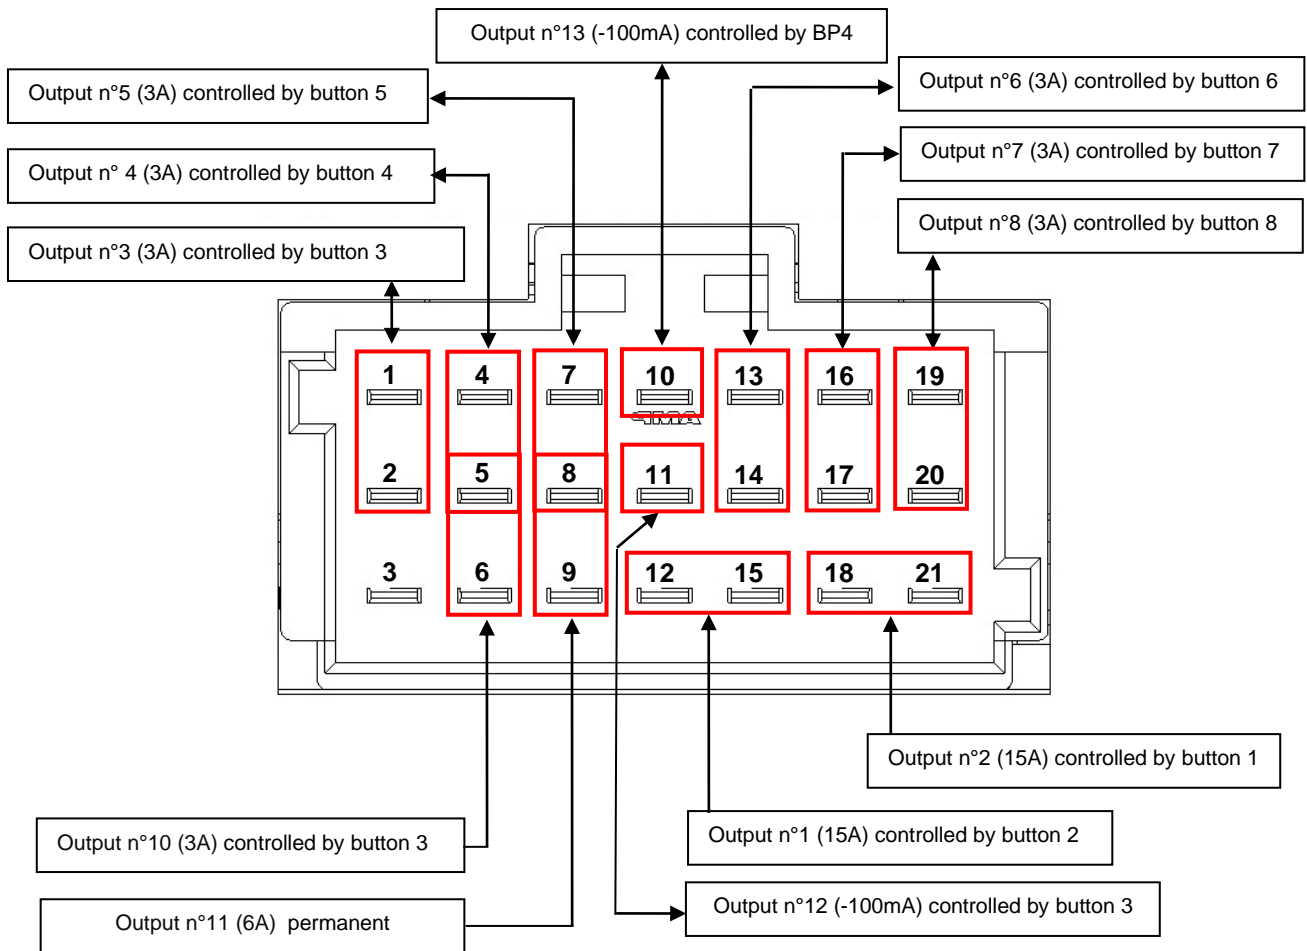 Output n°13 (-100mA) controlled by BP4
Output n°5 (3A) controlled by button 5
Output n°6 (3A) controlled by button 6
Output n° 4 (3A) controlled by button 4
Output n°7 (3A) controlled by button 7
Output n°3 (3A) controlled by button 3
Output n°8 (3A) controlled by button 8
1 4 7 10 13 16 19
AMP
2 5 8 11 14 17 20
3 6 9 12 15 18 21
Output n°2 (15A) controlled by button 1
Output n°10 (3A) controlled by button 3
Output n°1 (15A) controlled by button 2
Output n°11 (6A) permanent
Output n°12 (-100mA) controlled by button 3